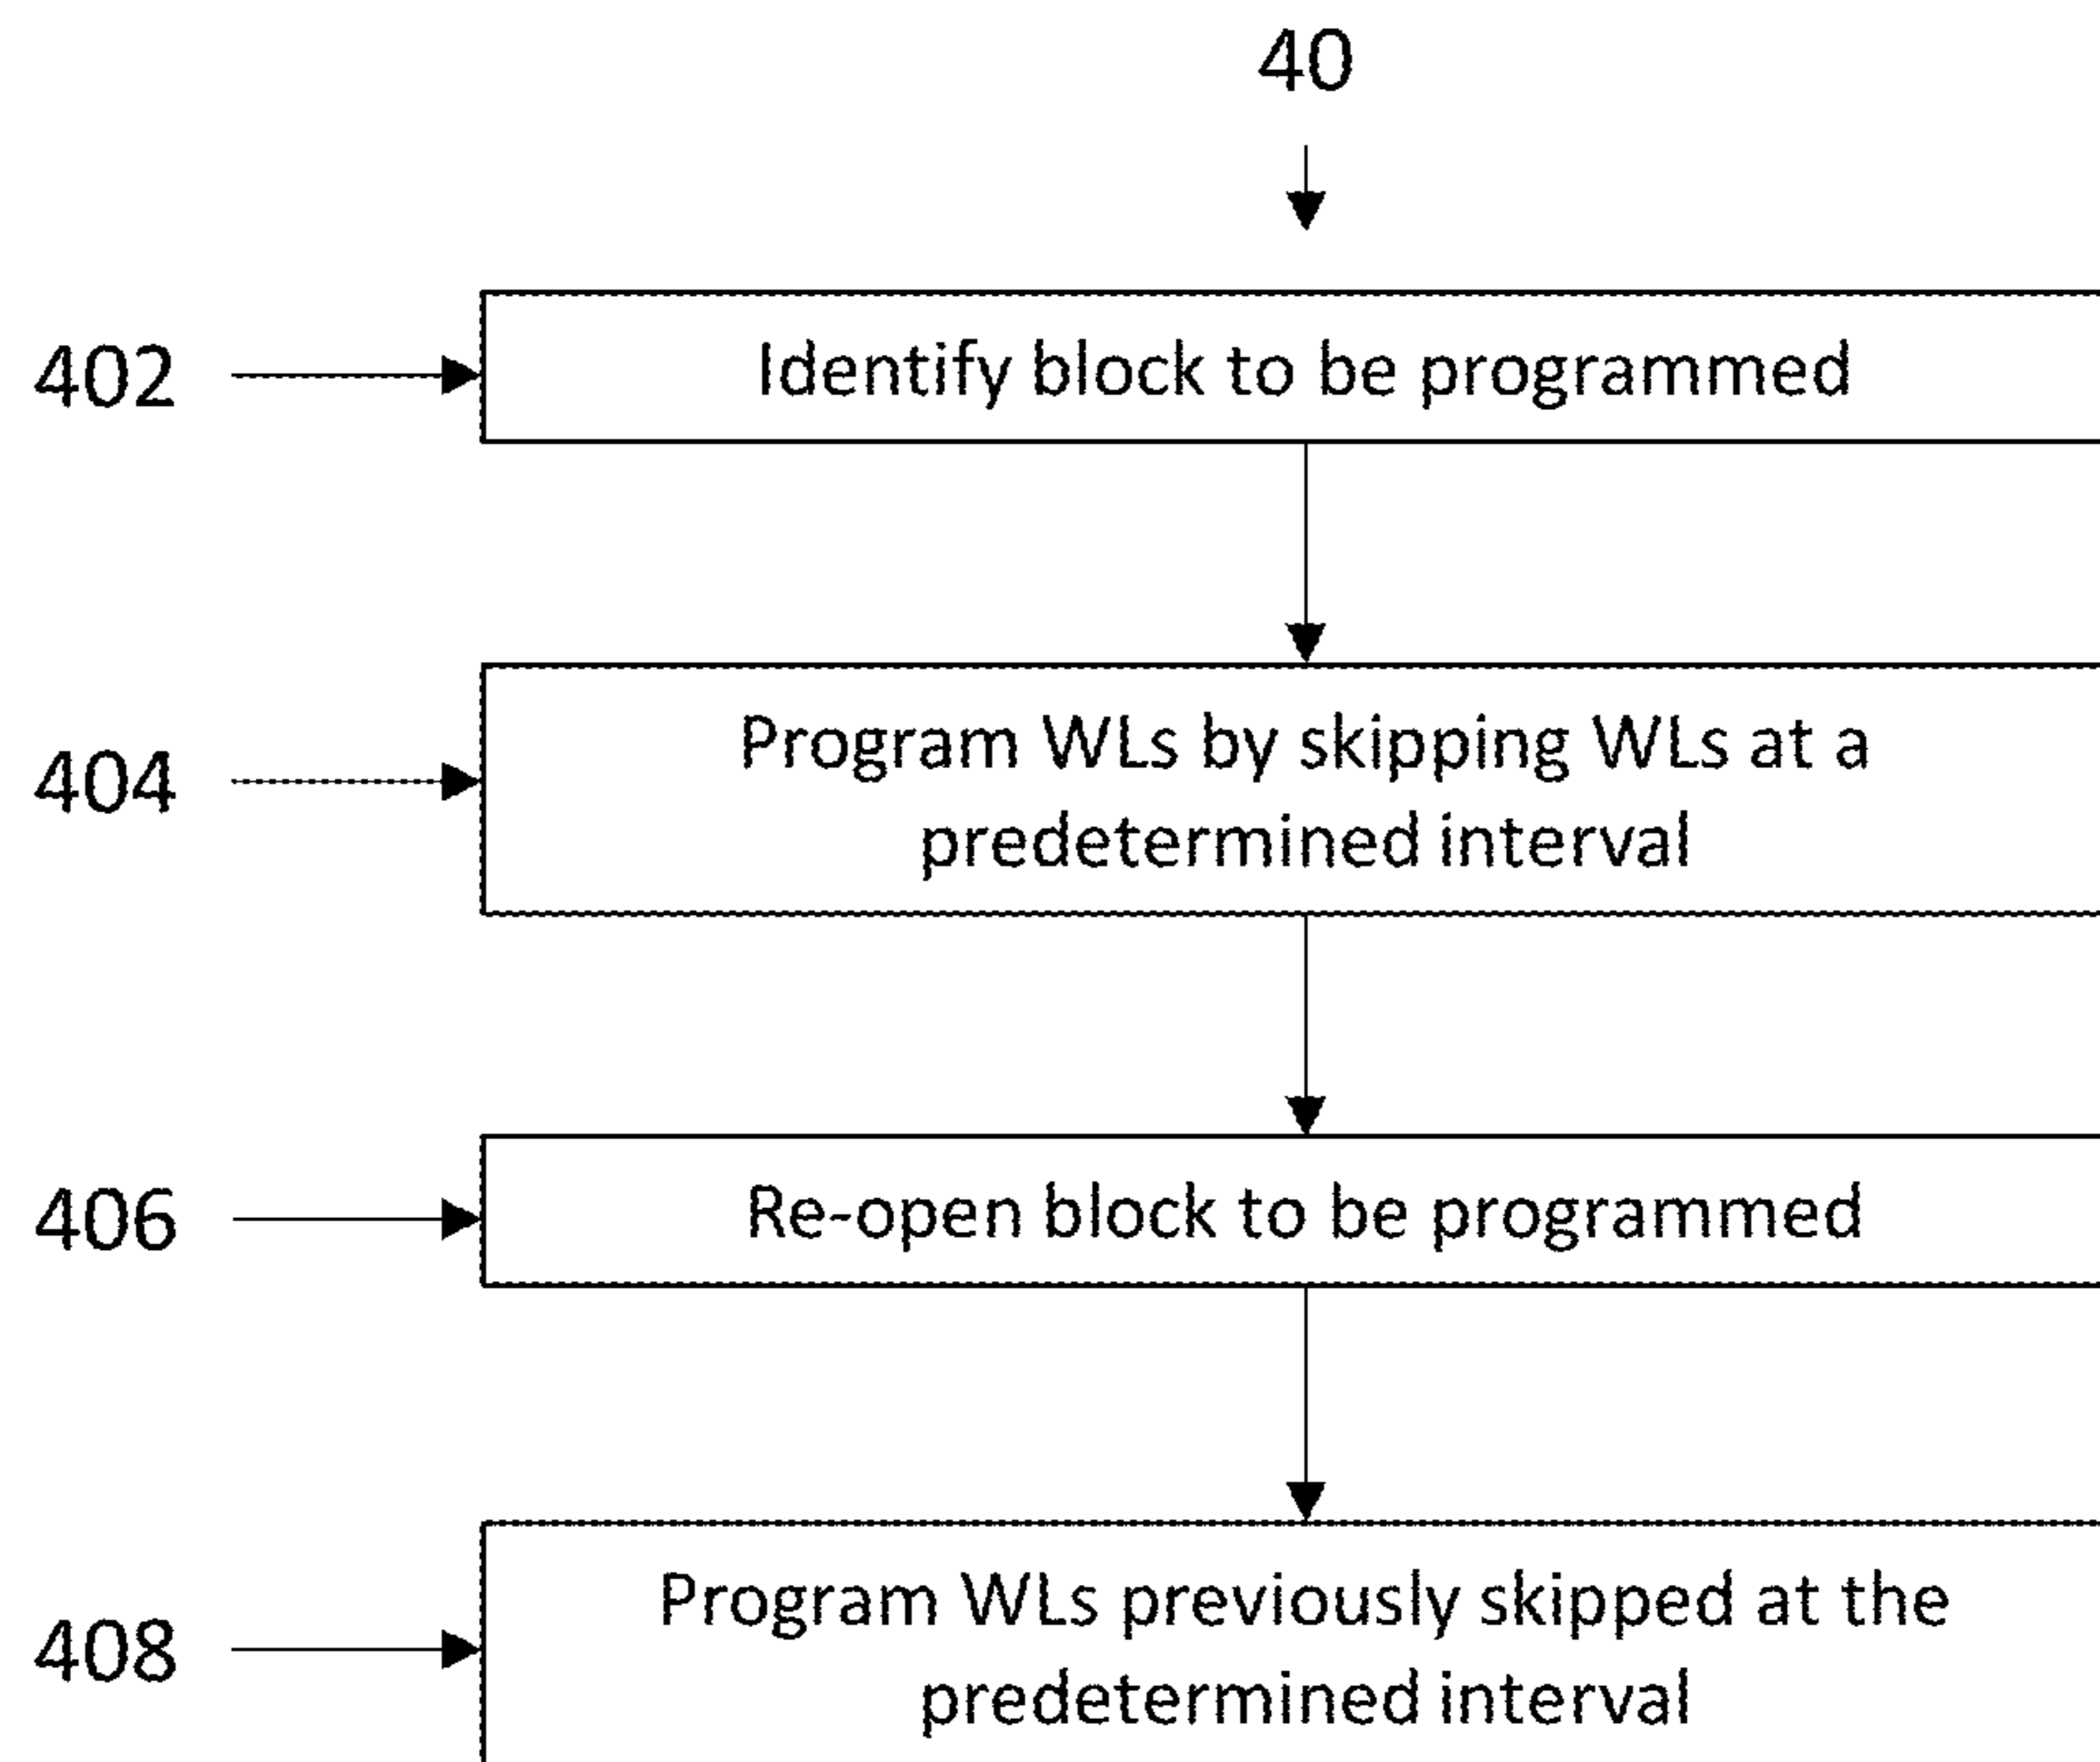 40
402
Identify block to be programmed
404
Program WLs by skipping WLs at a
predetermined interval
406
Re-open block to be programmed
408
Program WLs previously skipped at the
predetermined interval